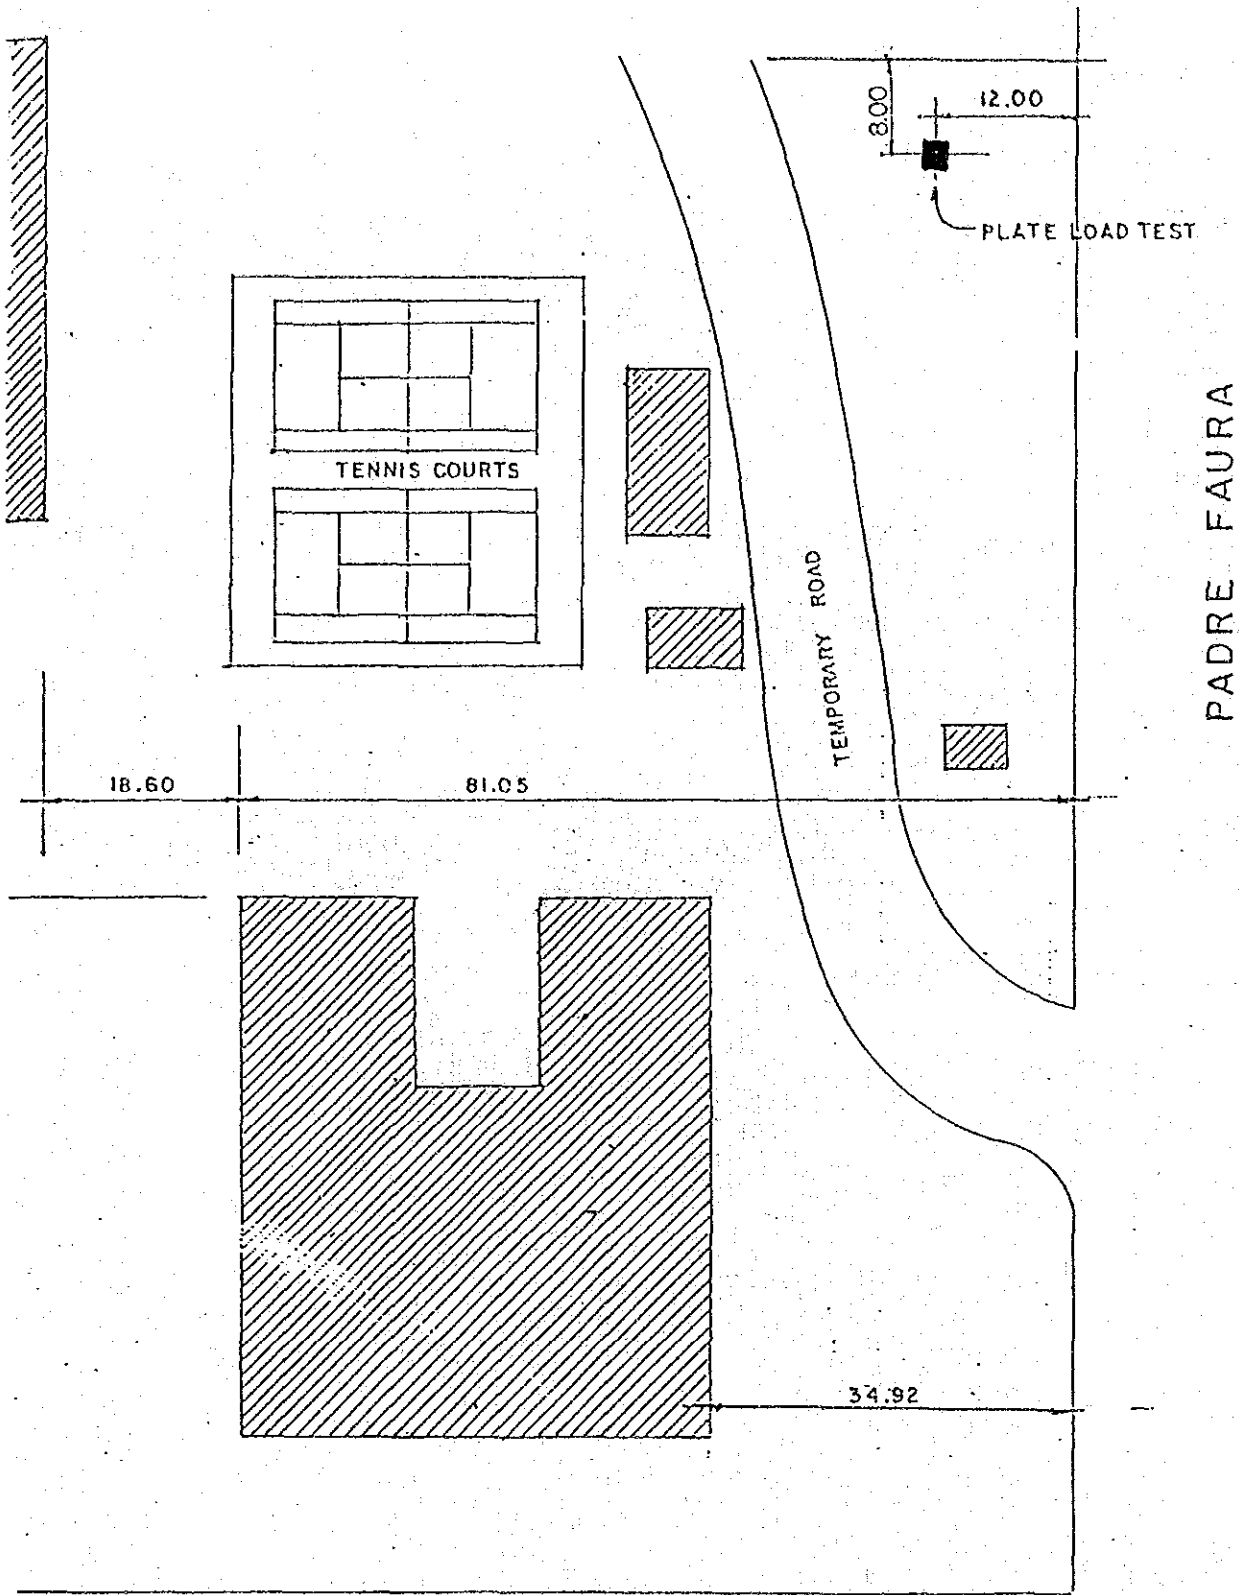 12.00
8.00
PLATE LOAD TEST
PADRE FAURA
TENNIS COURTS
TEMPORARY ROAD
18.60
81.05
34.92